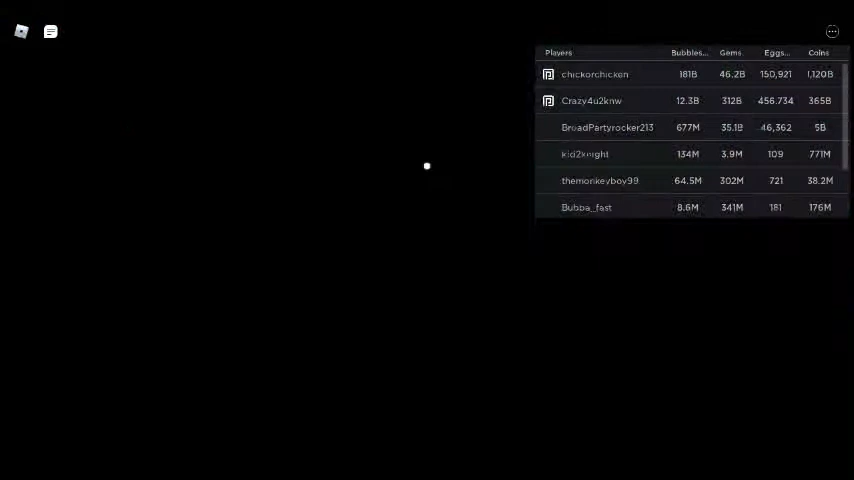 Players Bubbles... Gems Eggs... Coins
chickorchicken 181B 46.2B 150,921 1,120B
Crazy4u2knw 12.3B 312B 456,734 365B
BroadPartyrocker213 677M 35.1B 46,362 5B
kid2knight 134M 3.9M 109 771M
themonkeyboy99 64.5M 302M 721 38.2M
Bubba_fast 8.6M 341M 181 176M